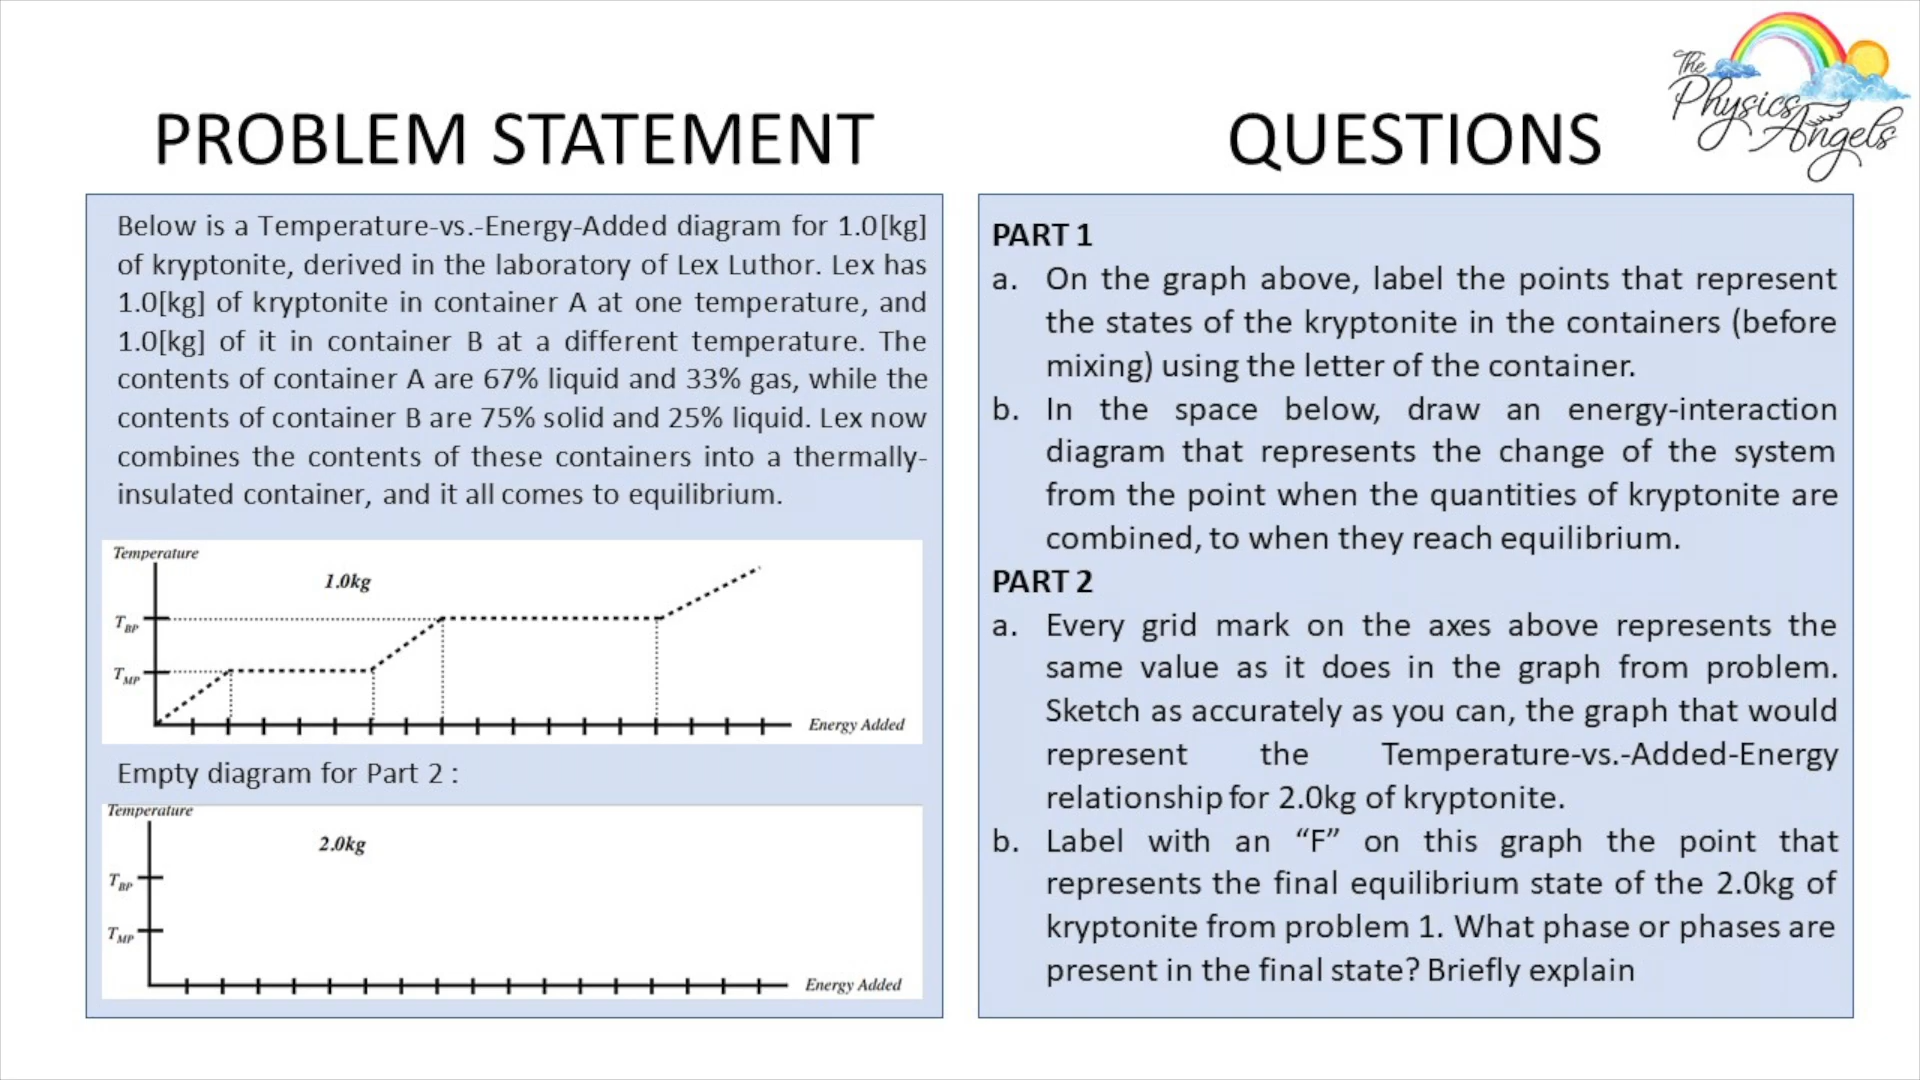 The
Physics
Angels
PROBLEM STATEMENT
QUESTIONS
Below is a Temperature-vs.-Energy-Added diagram for 1.0[kg]
of kryptonite, derived in the laboratory of Lex Luthor. Lex has
1.0[kg] of kryptonite in container A at one temperature, and
1.0[kg] of it in container B at a different temperature. The
contents of container A are 67% liquid and 33% gas, while the
contents of container B are 75% solid and 25% liquid. Lex now
combines the contents of these containers into a thermally-
insulated container, and it all comes to equilibrium.
Temperature
1.0kg
TBP
TMP
Energy Added
Empty diagram for Part 2 :
Temperature
2.0kg
TBP
TMP
Energy Added
PART 1
a. On the graph above, label the points that represent
the states of the kryptonite in the containers (before
mixing) using the letter of the container.
b. In the space below, draw an energy-interaction
diagram that represents the change of the system
from the point when the quantities of kryptonite are
combined, to when they reach equilibrium.
PART 2
a. Every grid mark on the axes above represents the
same value as it does in the graph from problem.
Sketch as accurately as you can, the graph that would
represent the Temperature-vs.-Added-Energy
relationship for 2.0kg of kryptonite.
b. Label with an “F” on this graph the point that
represents the final equilibrium state of the 2.0kg of
kryptonite from problem 1. What phase or phases are
present in the final state? Briefly explain